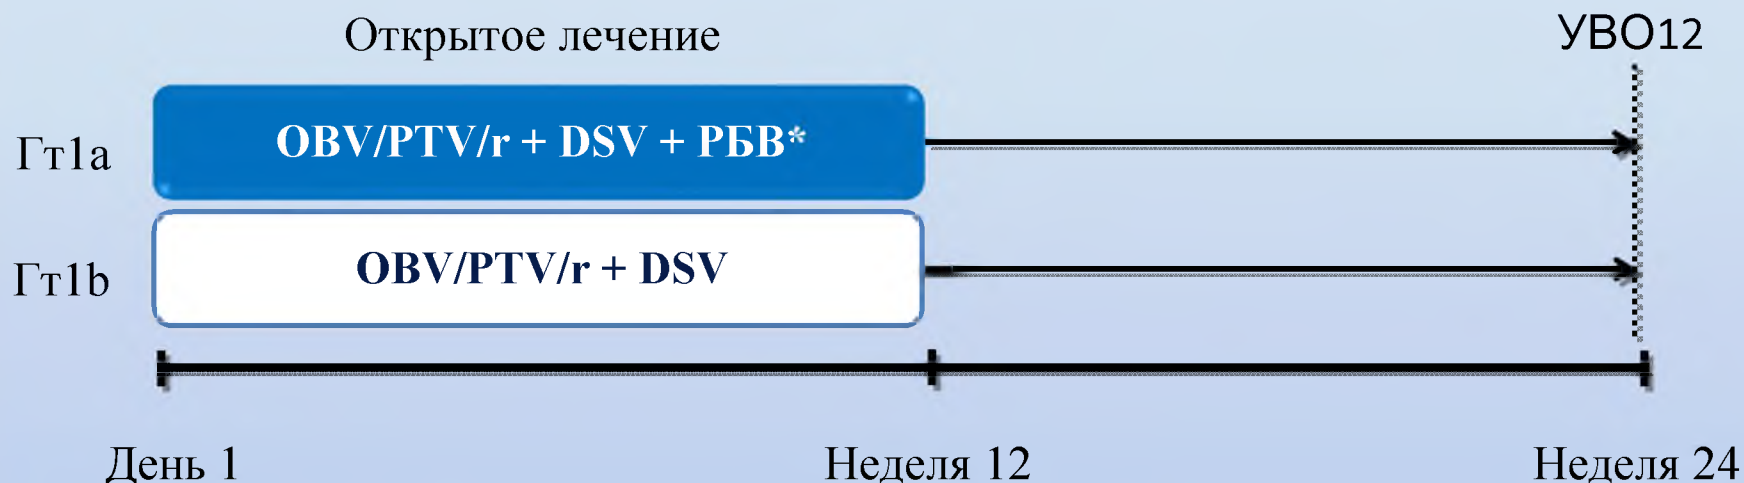 Открытое лечение
УВО12
Гт1a
OBV/PTV/r + DSV + РБВ*
Гт1b
OBV/PTV/r + DSV
День 1
Неделя 12
Неделя 24